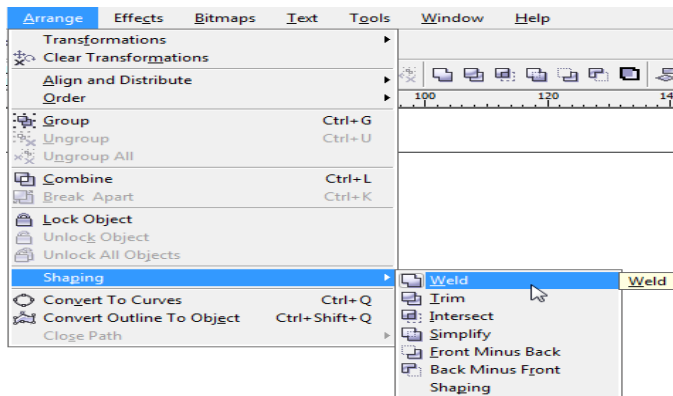 Arrange Effects Bitmaps Text Tools Window Help
Transformations
Clear Transformations
Align and Distribute
Order
100 120 14
Group Ctrl+G
Ungroup Ctrl+U
Ungroup All
Combine Ctrl+L
Break Apart Ctrl+K
Lock Object
Unlock Object
Unlock All Objects
Shaping
Weld Weld
Convert To Curves Ctrl+Q
Trim
Convert Outline To Object Ctrl+Shift+Q
Intersect
Close Path
Simplify
Front Minus Back
Back Minus Front
Shaping